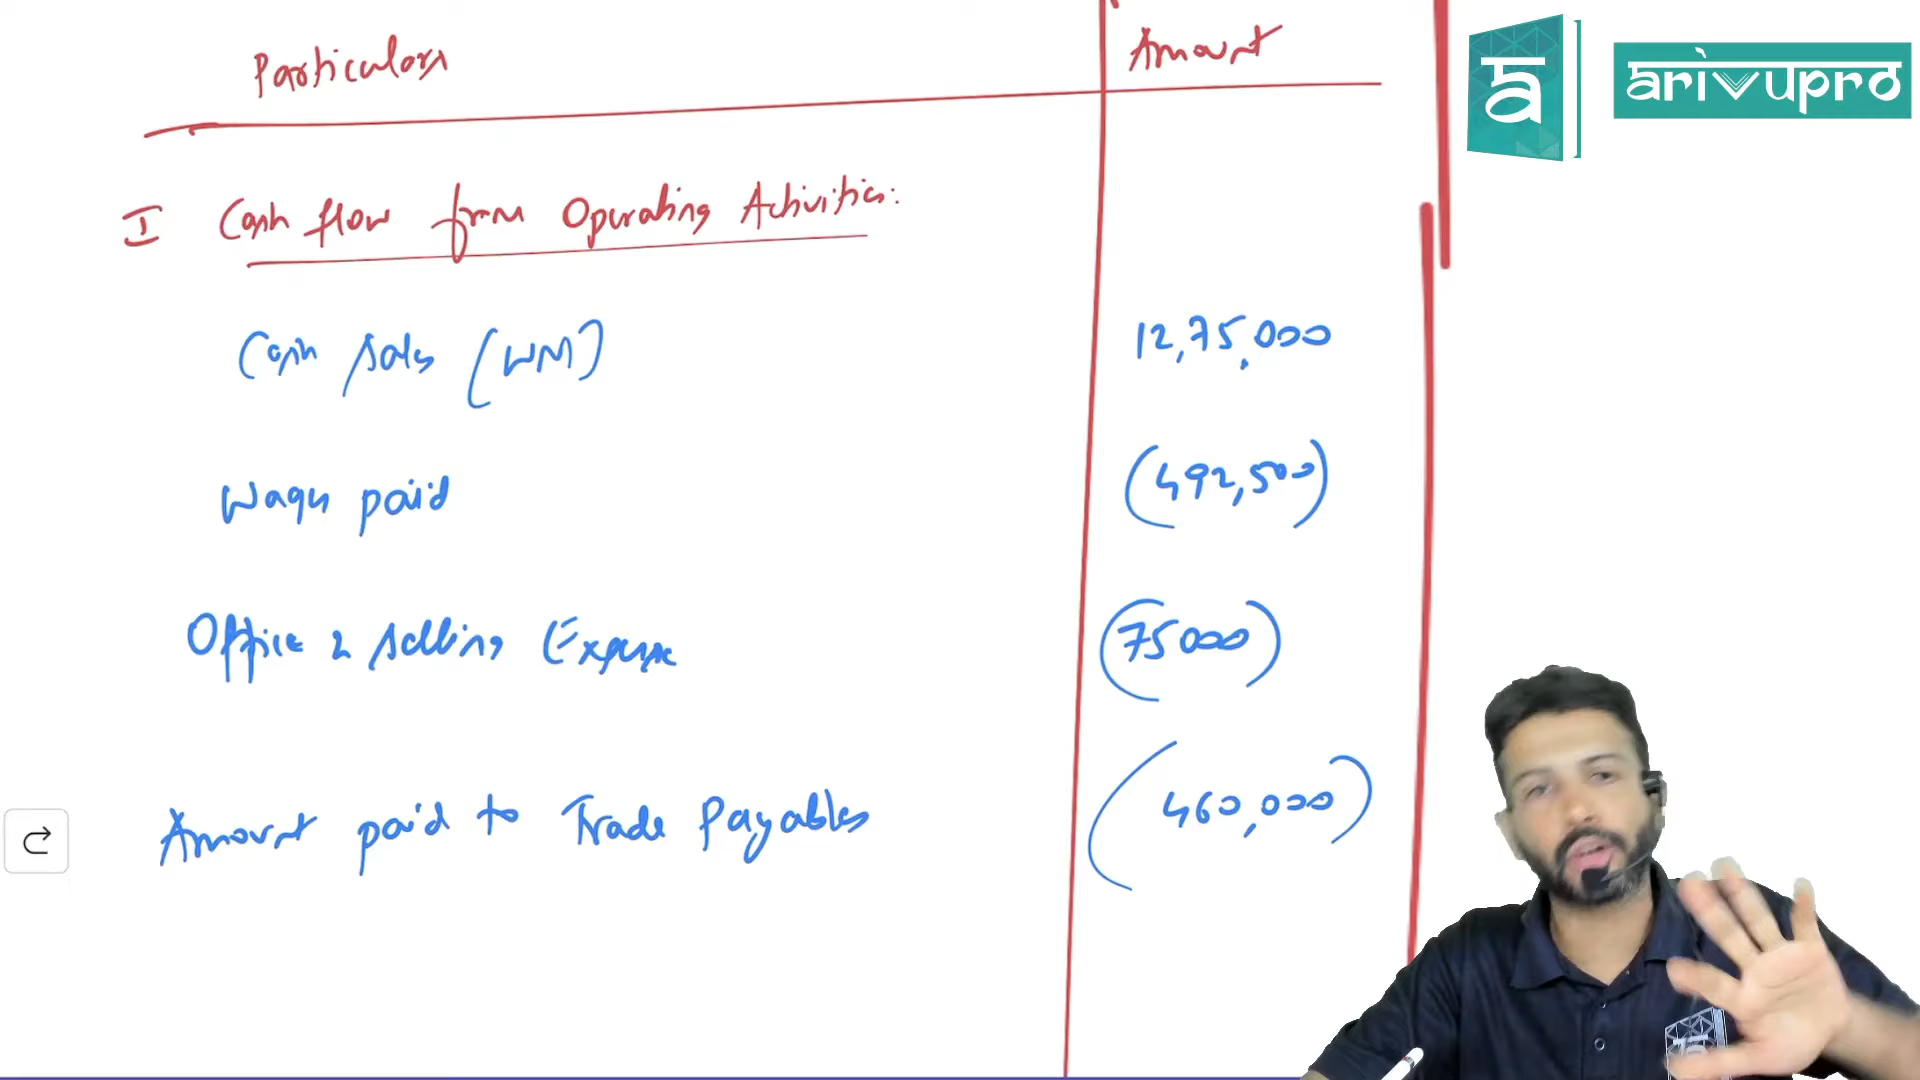 Particulars Amount
arivupro
I Cash flow from Operating Activities:
Cash sales (WN) 12,75,000
Wages paid (492,500)
Office & selling Expense (75000)
Amount paid to Trade Payables (460,000)